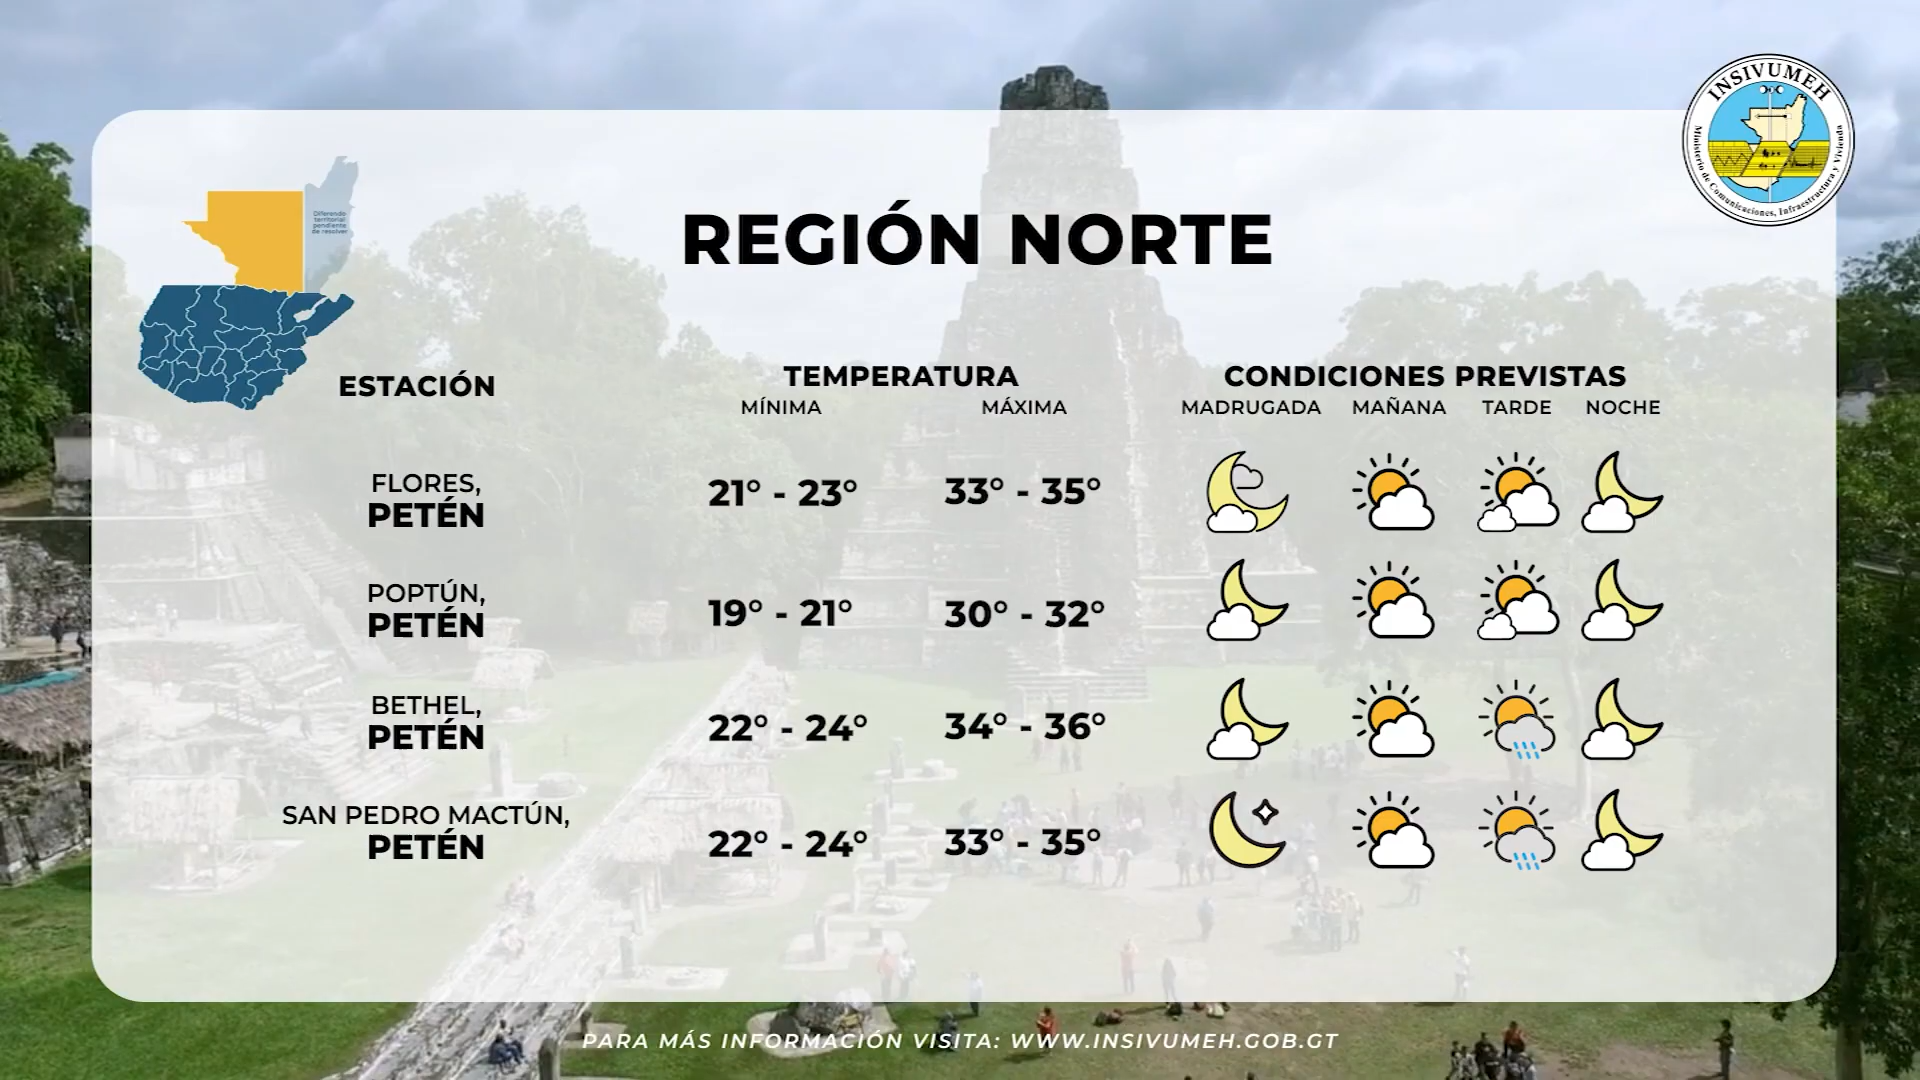 INSIVUMEH
Ministerio de Comunicaciones, Infraestructura y Vivienda
Diferendo
territorial
pendiente
de resolver
REGIÓN NORTE
ESTACIÓN
TEMPERATURA
CONDICIONES PREVISTAS
MÍNIMA MÁXIMA MADRUGADA MAÑANA TARDE NOCHE
FLORES,
PETÉN
21° - 23° 33° - 35°
POPTÚN,
PETÉN
19° - 21° 30° - 32°
BETHEL,
PETÉN
22° - 24° 34° - 36°
SAN PEDRO MACTÚN,
PETÉN
22° - 24° 33° - 35°
PARA MÁS INFORMACIÓN VISITA: WWW.INSIVUMEH.GOB.GT